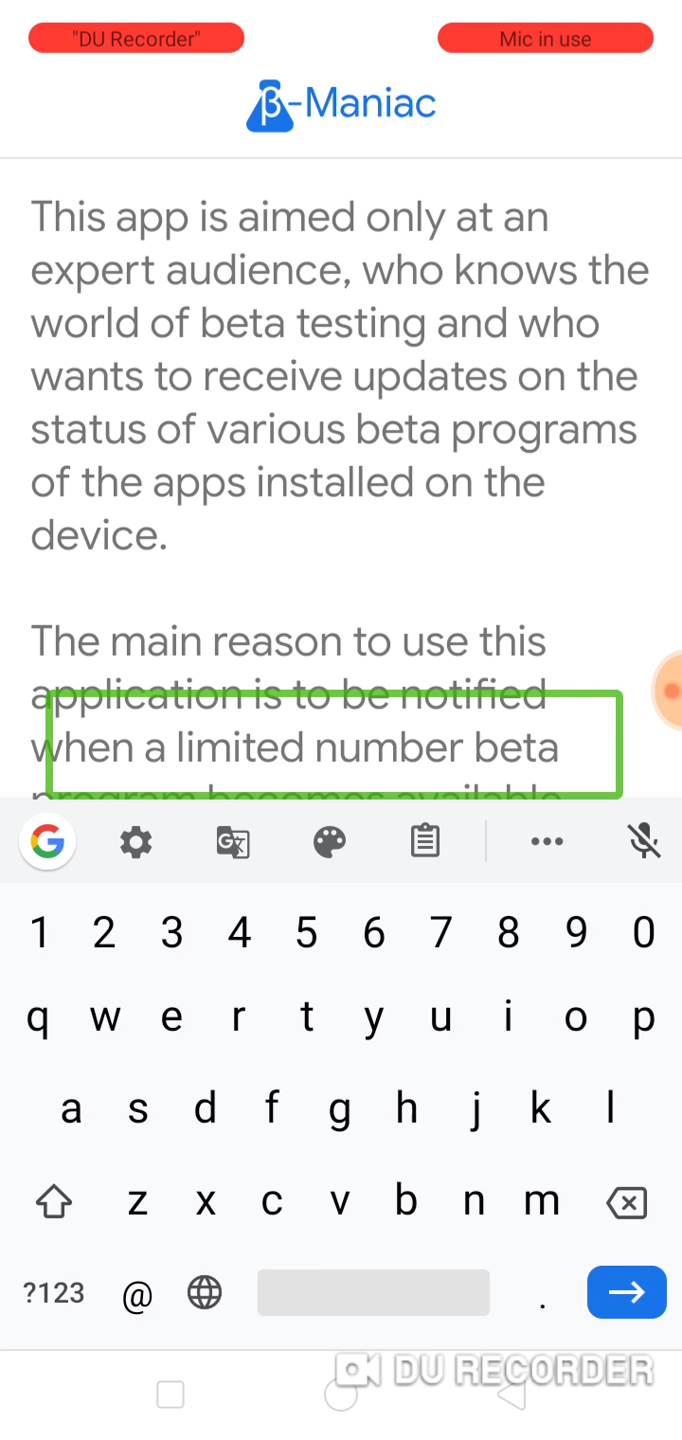 "DU Recorder"
Mic in use
β-Maniac
This app is aimed only at an
expert audience, who knows the
world of beta testing and who
wants to receive updates on the
status of various beta programs
of the apps installed on the
device.
The main reason to use this
application is to be notified
when a limited number beta
program becomes available
1 2 3 4 5 6 7 8 9 0
q w e r t y u i o p
a s d f g h j k l
z x c v b n m
?123 @ .
DU RECORDER